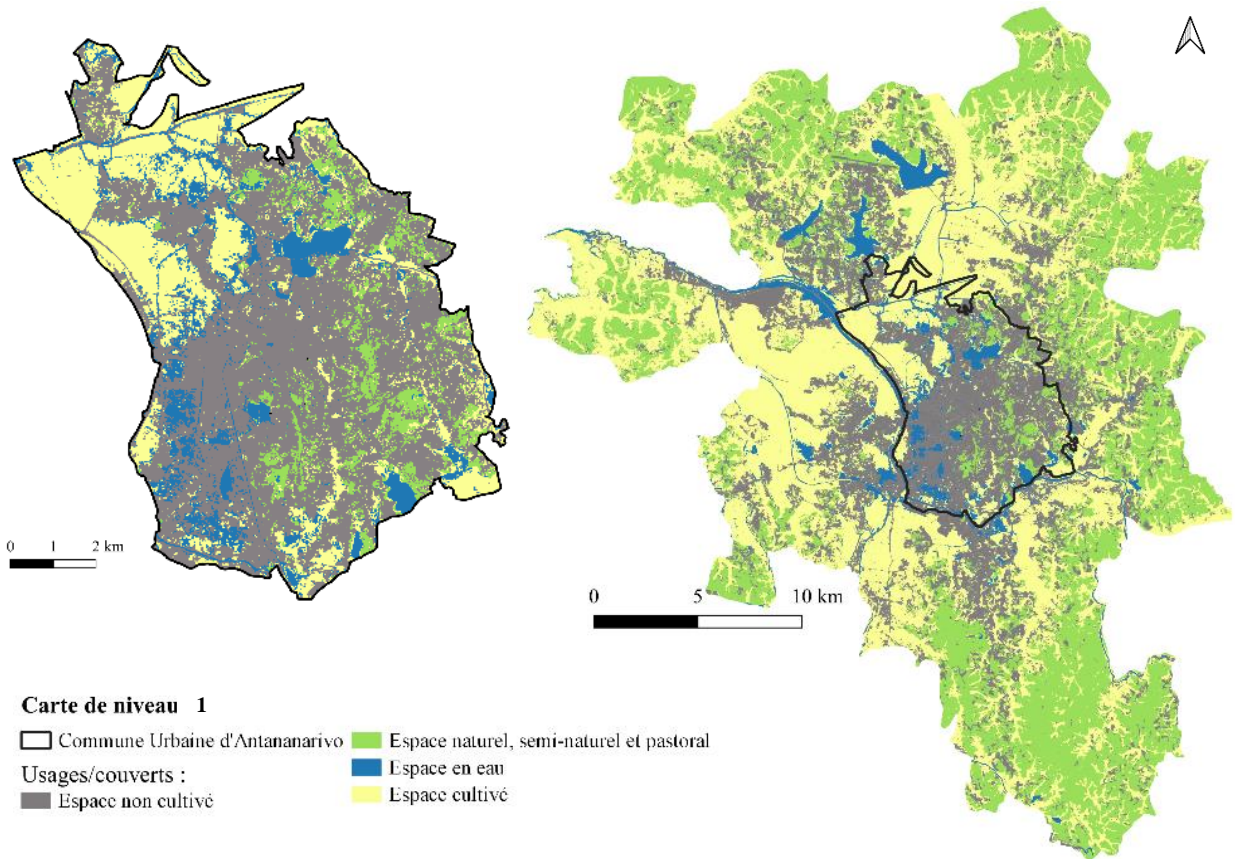 0 1 2 km
0 5 10 km
Carte de niveau 1
Commune Urbaine d'Antananarivo
Usages/couverts :
Espace non cultivé
Espace naturel, semi-naturel et pastoral
Espace en eau
Espace cultivé